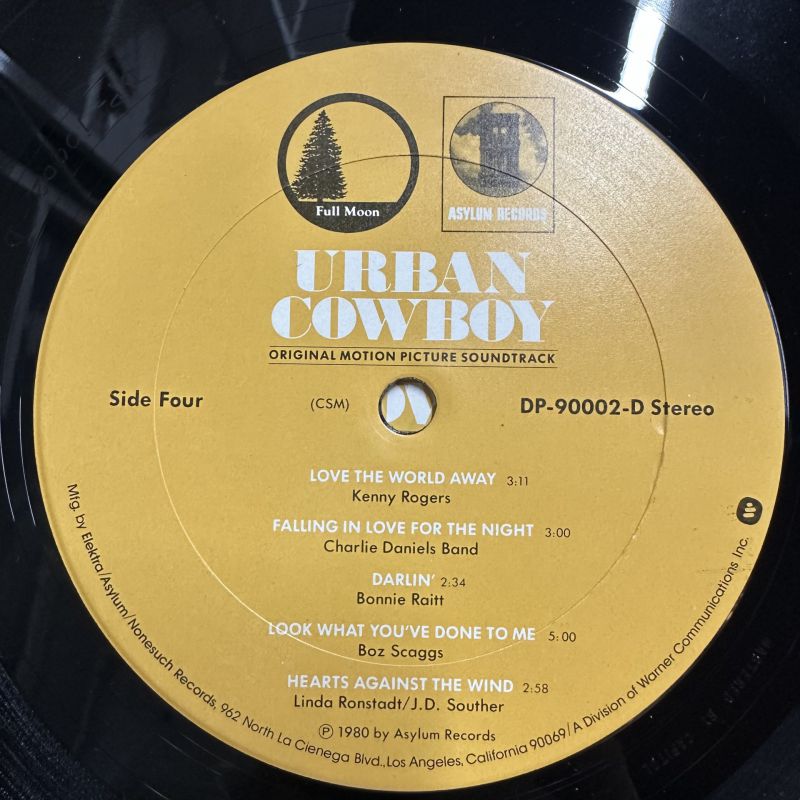 Full Moon
ASYLUM RECORDS
URBAN
COWBOY
ORIGINAL MOTION PICTURE SOUNDTRACK
Side Four
(CSM)
DP-90002-D Stereo
LOVE THE WORLD AWAY 3:11
Kenny Rogers
FALLING IN LOVE FOR THE NIGHT 3:00
Charlie Daniels Band
DARLIN' 2:34
Bonnie Raitt
LOOK WHAT YOU'VE DONE TO ME 5:00
Boz Scaggs
HEARTS AGAINST THE WIND 2:58
Linda Ronstadt/J.D. Souther
Ⓟ 1980 by Asylum Records
Mfg. by Elektra/Asylum/Nonesuch Records, 962 North La Cienega Blvd., Los Angeles, California 90069/A Division of Warner Communications Inc.